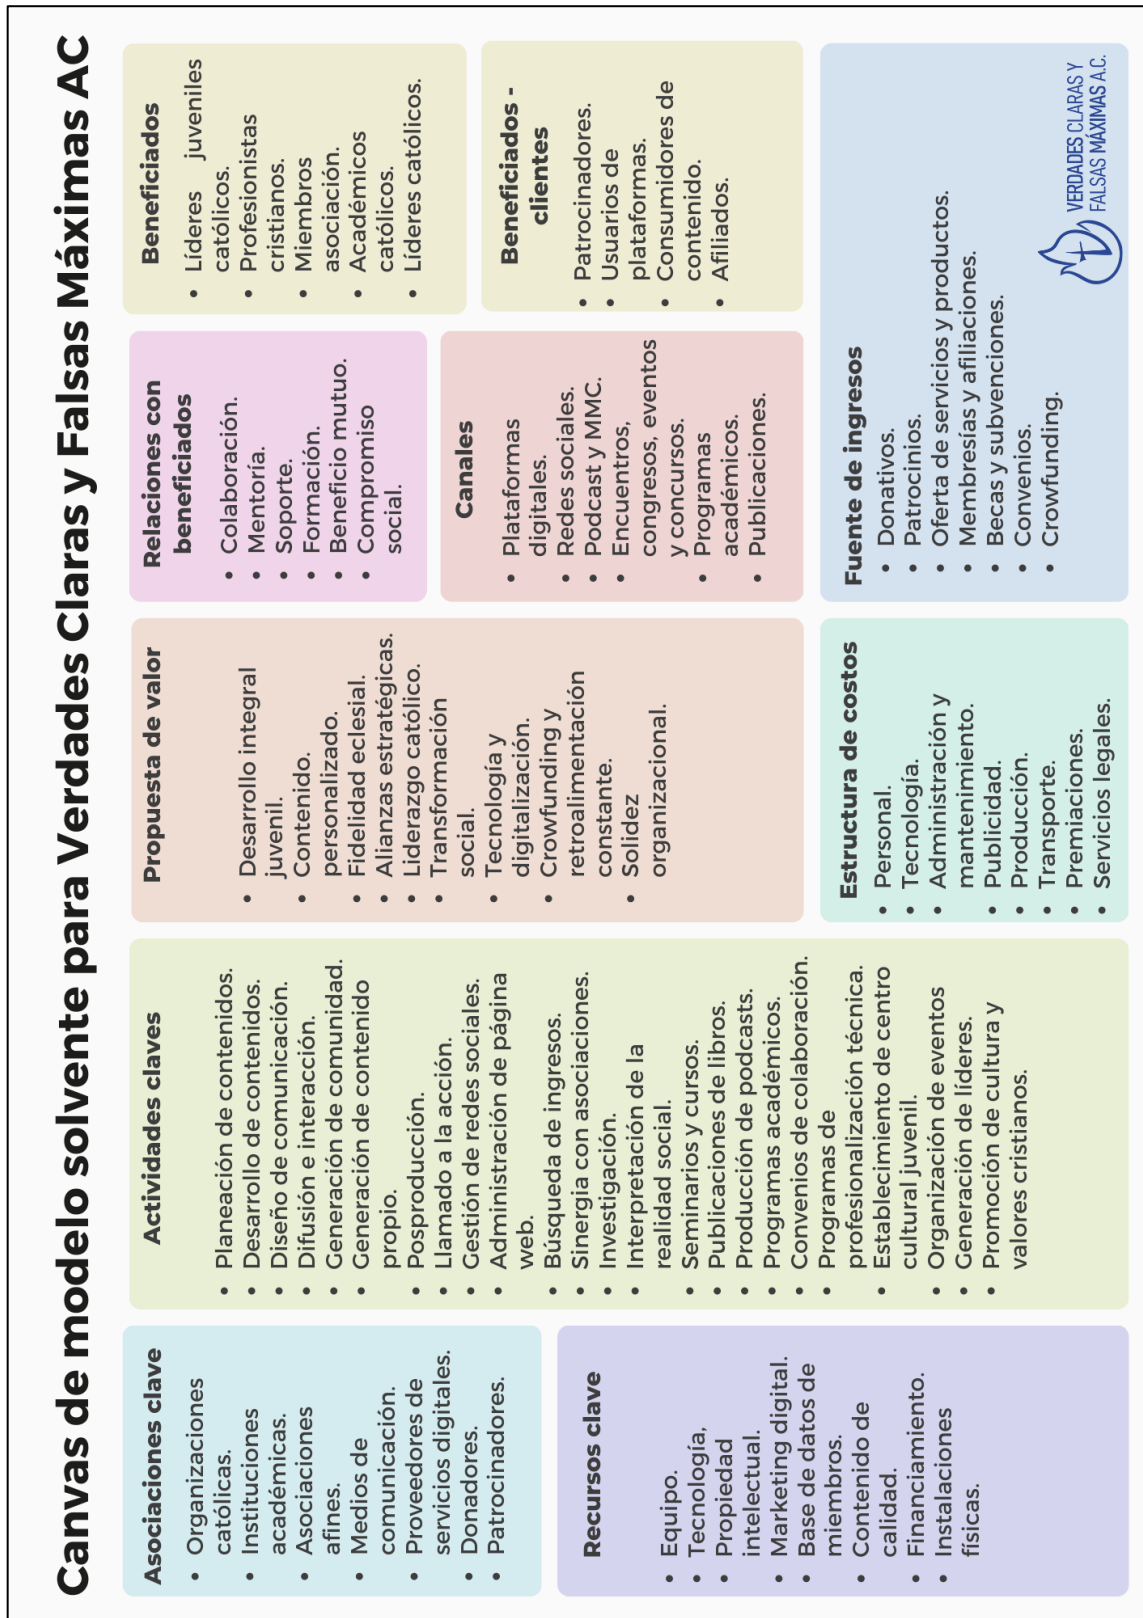 Canvas de modelo solvente para Verdades Claras y Falsas Máximas AC
Asociaciones clave
• Organizaciones
católicas.
• Instituciones
académicas.
• Asociaciones
afines.
• Medios de
comunicación.
• Proveedores de
servicios digitales.
• Donadores.
• Patrocinadores.
Recursos clave
• Equipo.
• Tecnología,
• Propiedad
intelectual.
• Marketing digital.
• Base de datos de
miembros.
• Contenido de
calidad.
• Financiamiento.
• Instalaciones
físicas.
Actividades claves
• Planeación de contenidos.
• Desarrollo de contenidos.
• Diseño de comunicación.
• Difusión e interacción.
• Generación de comunidad.
• Generación de contenido
propio.
• Posproducción.
• Llamado a la acción.
• Gestión de redes sociales.
• Administración de página
web.
• Búsqueda de ingresos.
• Sinergia con asociaciones.
• Investigación.
• Interpretación de la
realidad social.
• Seminarios y cursos.
• Publicaciones de libros.
• Producción de podcasts.
• Programas académicos.
• Convenios de colaboración.
• Programas de
profesionalización técnica.
• Establecimiento de centro
cultural juvenil.
• Organización de eventos
• Generación de líderes.
• Promoción de cultura y
valores cristianos.
Propuesta de valor
• Desarrollo integral
juvenil.
• Contenido.
personalizado.
• Fidelidad eclesial.
• Alianzas estratégicas.
• Liderazgo católico.
• Transformación
social.
• Tecnología y
digitalización.
• Crowfunding y
retroalimentación
constante.
• Solidez
organizacional.
Estructura de costos
• Personal.
• Tecnología.
• Administración y
mantenimiento.
• Publicidad.
• Producción.
• Transporte.
• Premiaciones.
• Servicios legales.
Relaciones con
beneficiados
• Colaboración.
• Mentoría.
• Soporte.
• Formación.
• Beneficio mutuo.
• Compromiso
social.
Canales
• Plataformas
digitales.
• Redes sociales.
• Podcast y MMC.
• Encuentros,
congresos, eventos
y concursos.
• Programas
académicos.
• Publicaciones.
Beneficiados
• Líderes juveniles
católicos.
• Profesionistas
cristianos.
• Miembros
asociación.
• Académicos
católicos.
• Líderes católicos.
Beneficiados -
clientes
• Patrocinadores.
• Usuarios de
plataformas.
• Consumidores de
contenido.
• Afiliados.
Fuente de ingresos
• Donativos.
• Patrocinios.
• Oferta de servicios y productos.
• Membresías y afiliaciones.
• Becas y subvenciones.
• Convenios.
• Crowfunding.
VERDADES CLARAS Y
FALSAS MÁXIMAS A.C.